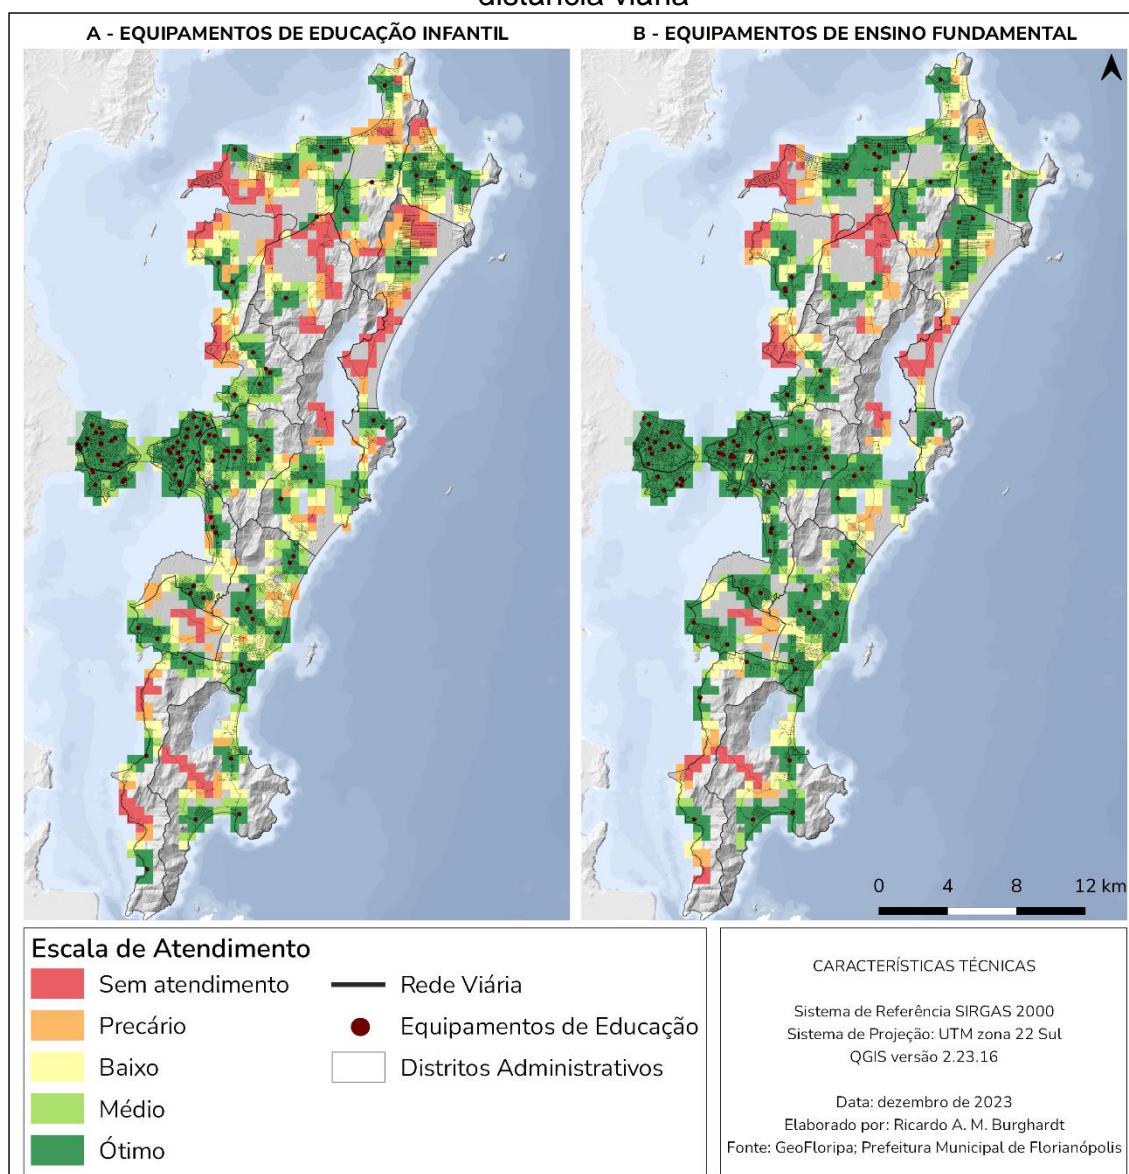 distância viária
A - EQUIPAMENTOS DE EDUCAÇÃO INFANTIL
B - EQUIPAMENTOS DE ENSINO FUNDAMENTAL
0 4 8 12 km
Escala de Atendimento
Sem atendimento
Precário
Baixo
Médio
Ótimo
Rede Viária
Equipamentos de Educação
Distritos Administrativos
CARACTERÍSTICAS TÉCNICAS
Sistema de Referência SIRGAS 2000
Sistema de Projeção: UTM zona 22 Sul
QGIS versão 2.23.16
Data: dezembro de 2023
Elaborado por: Ricardo A. M. Burghardt
Fonte: GeoFloripa; Prefeitura Municipal de Florianópolis